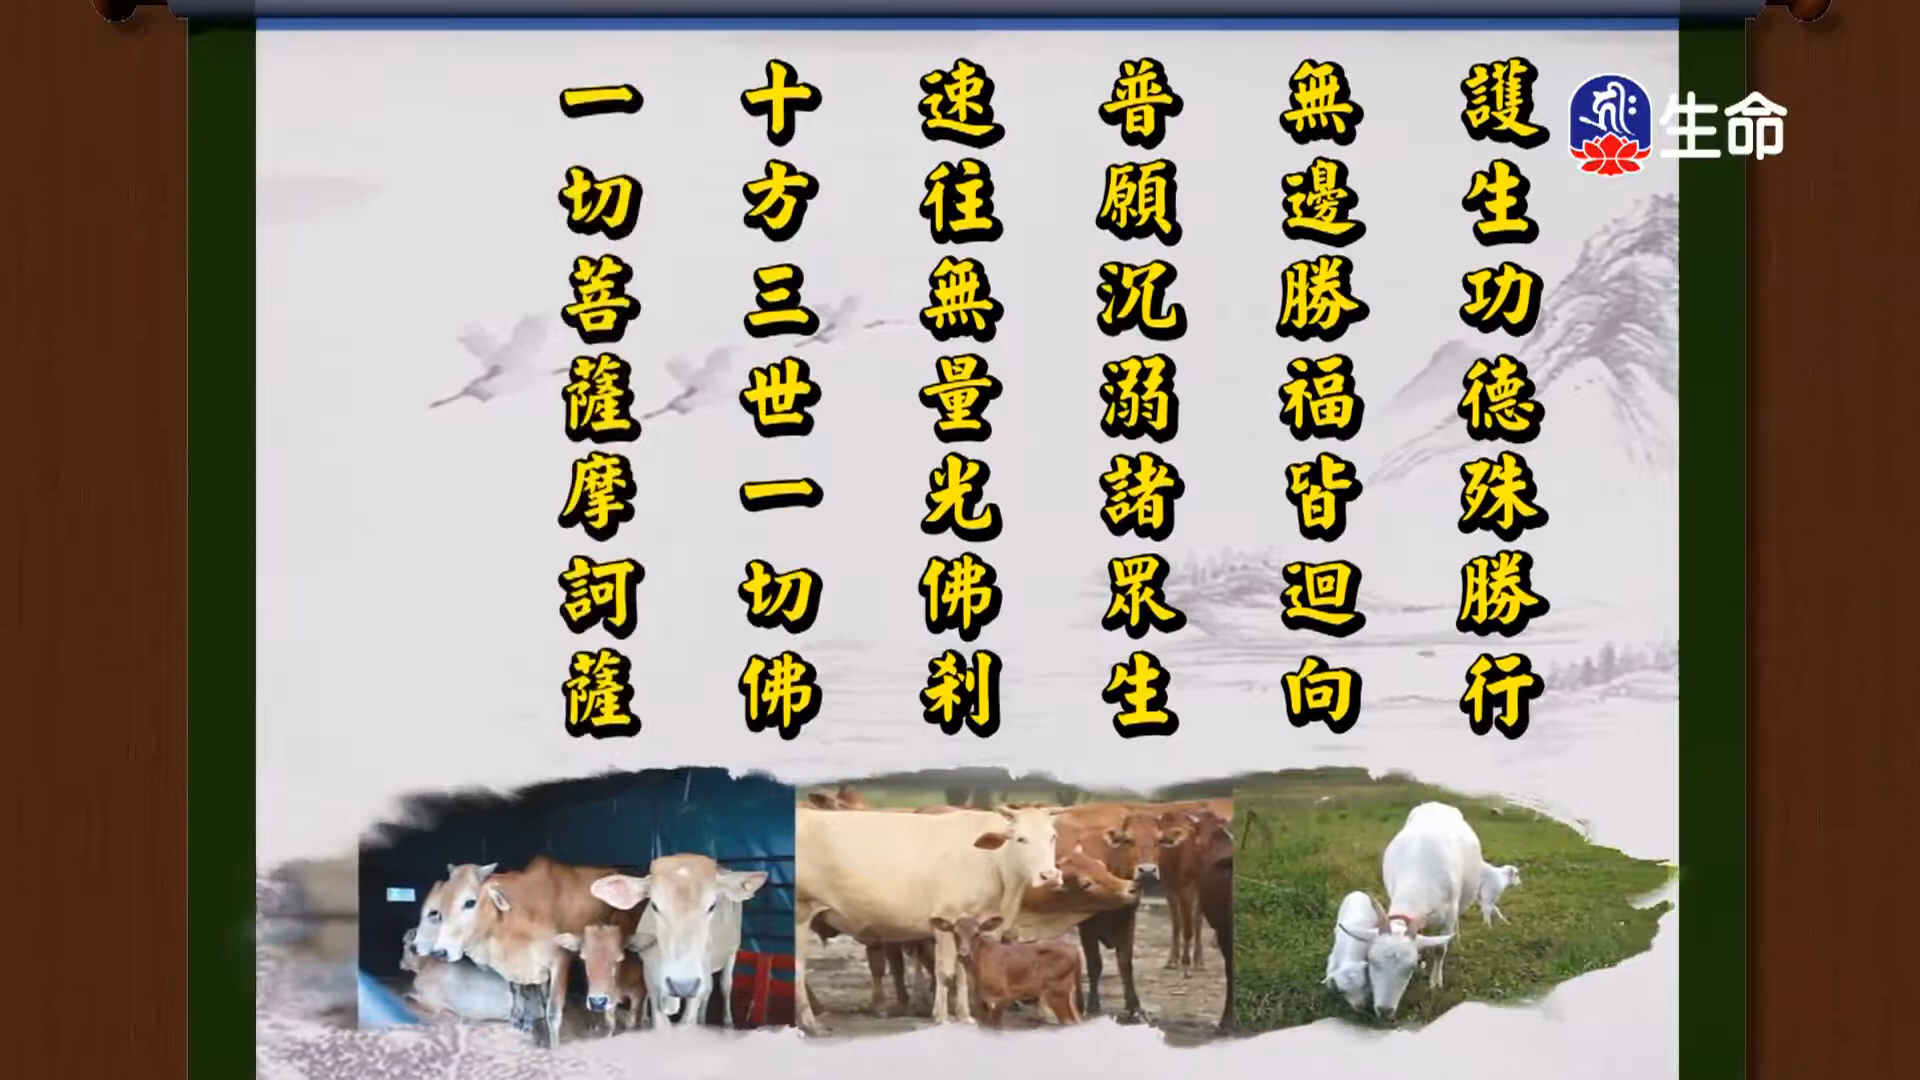 護生功德殊勝行
無邊勝福皆迴向
普願沉溺諸眾生
速往無量光佛剎
十方三世一切佛
一切菩薩摩訶薩
生命